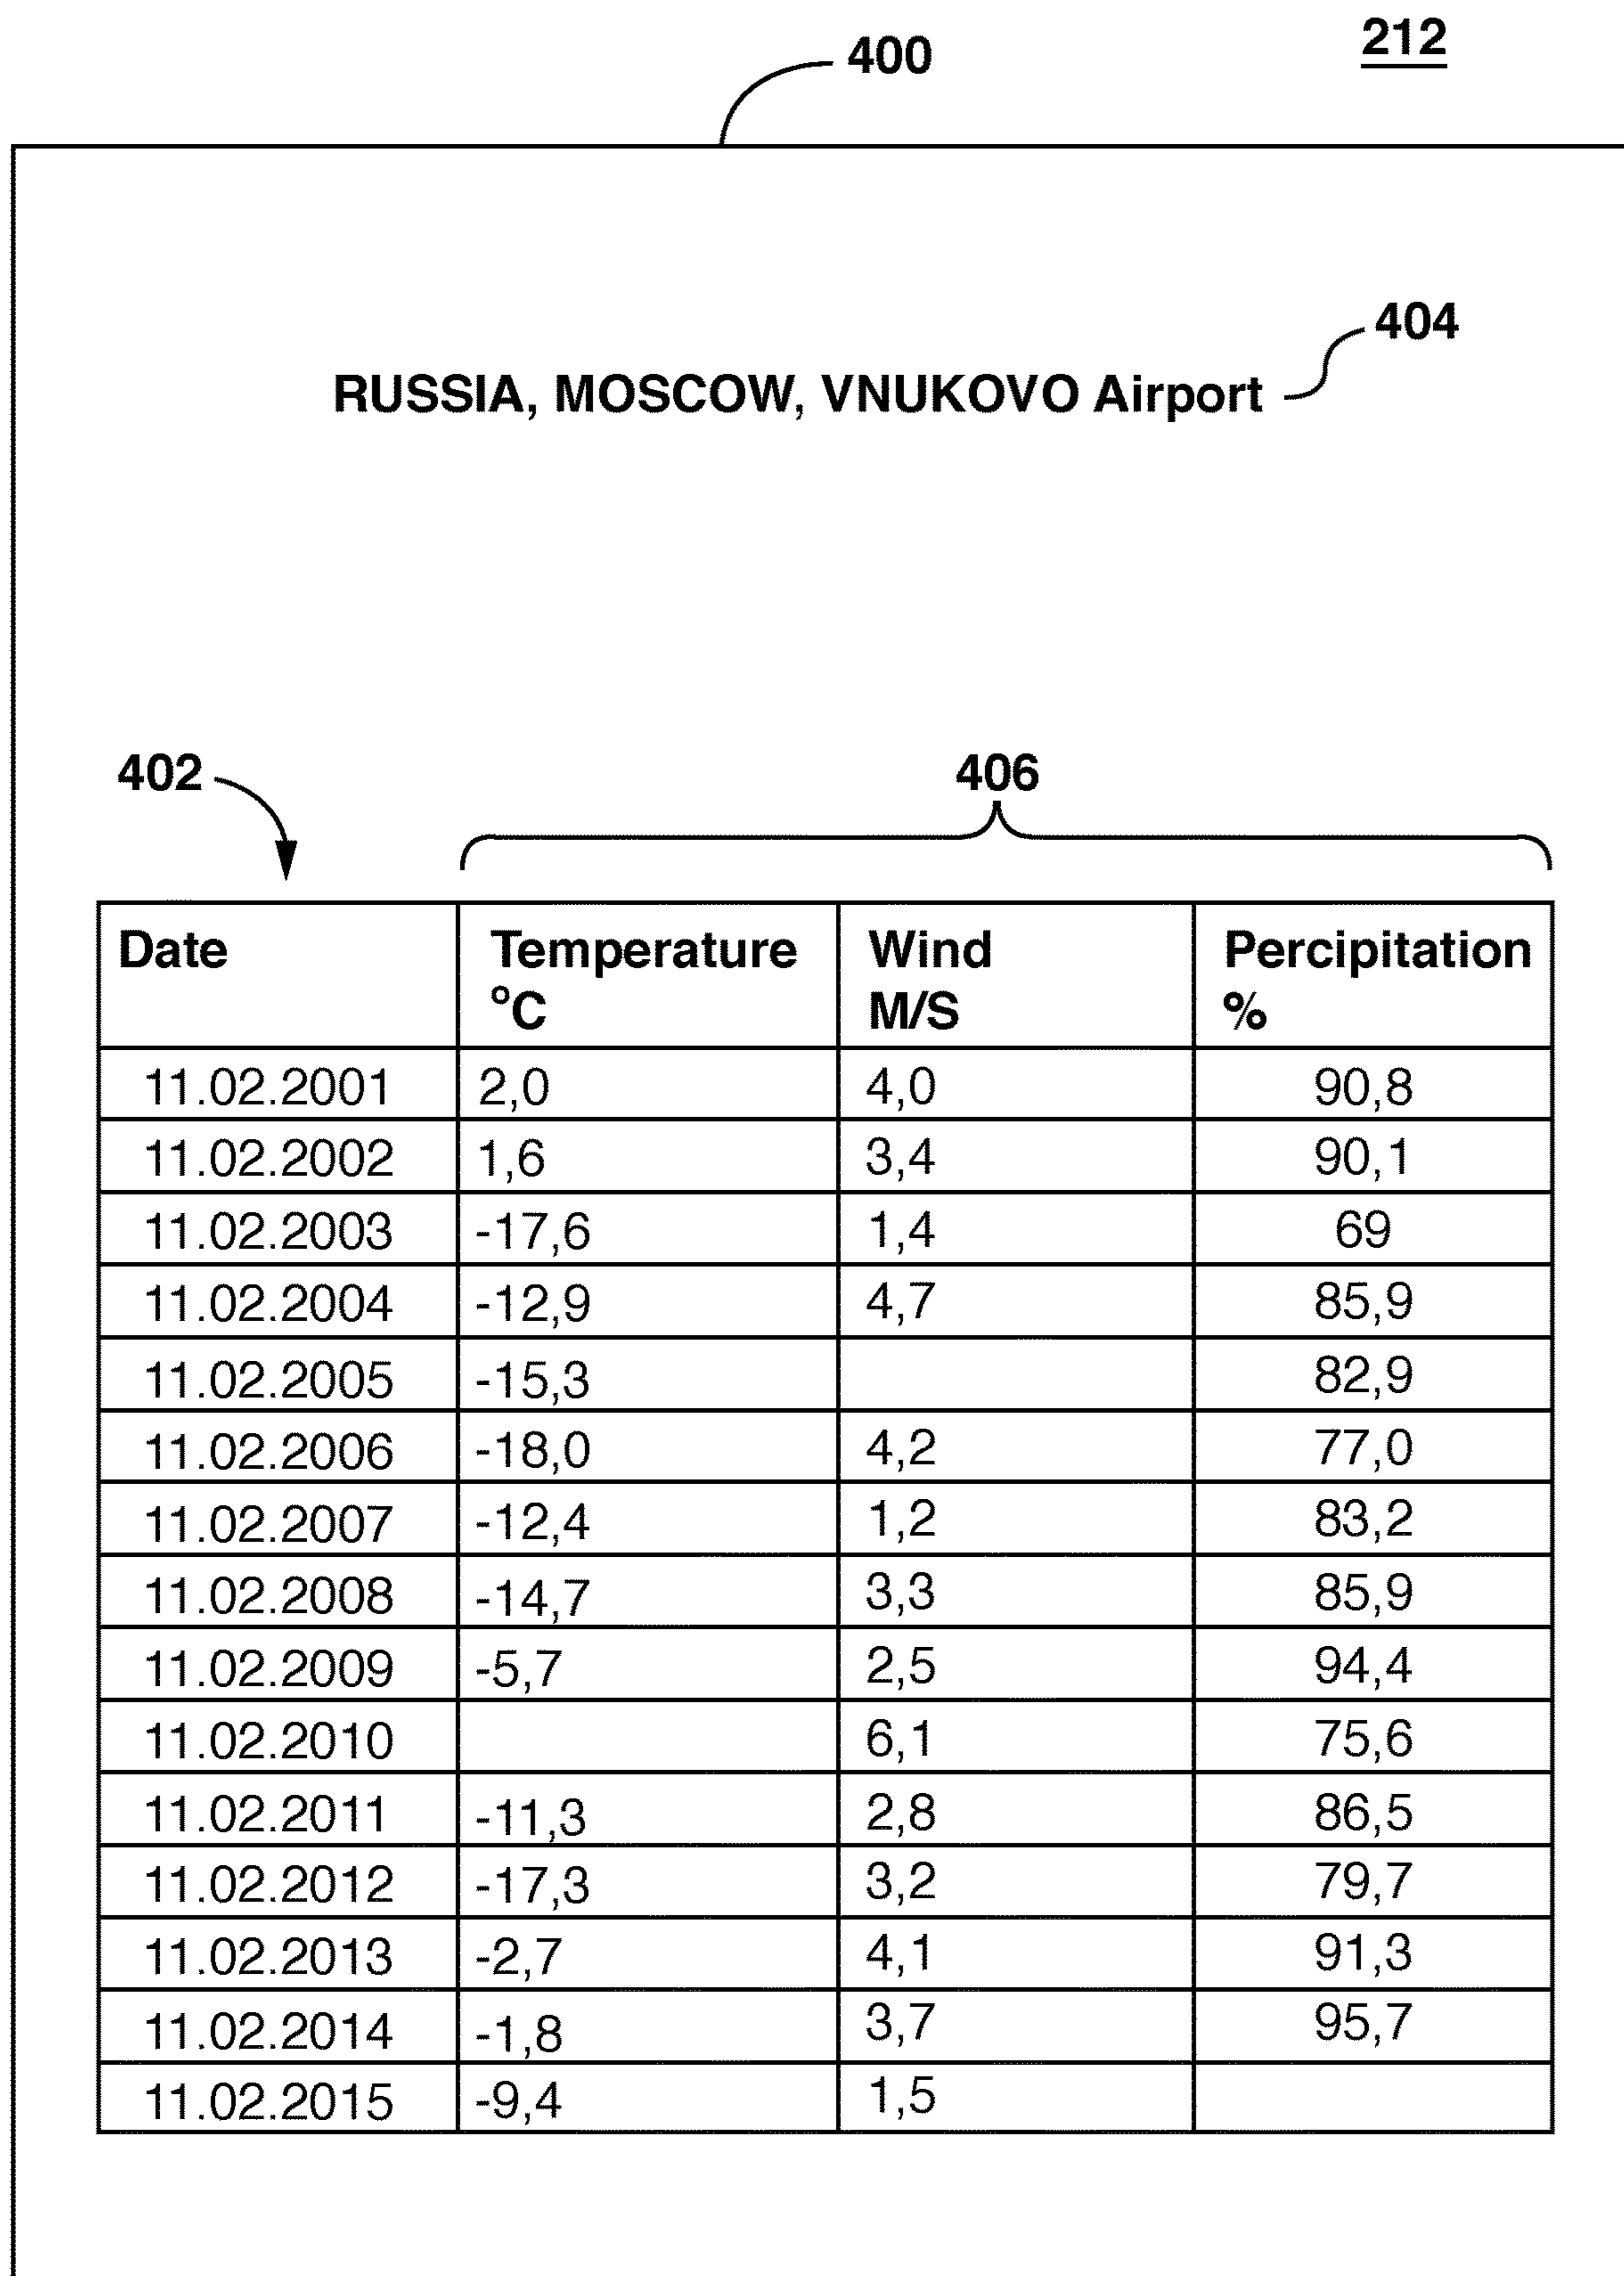 400
212
404
RUSSIA, MOSCOW, VNUKOVO Airport
402
406
Date Temperature °C Wind M/S Percipitation %
11.02.2001 2,0 4,0 90,8
11.02.2002 1,6 3,4 90,1
11.02.2003 -17,6 1,4 69
11.02.2004 -12,9 4,7 85,9
11.02.2005 -15,3 82,9
11.02.2006 -18,0 4,2 77,0
11.02.2007 -12,4 1,2 83,2
11.02.2008 -14,7 3,3 85,9
11.02.2009 -5,7 2,5 94,4
11.02.2010 6,1 75,6
11.02.2011 -11,3 2,8 86,5
11.02.2012 -17,3 3,2 79,7
11.02.2013 -2,7 4,1 91,3
11.02.2014 -1,8 3,7 95,7
11.02.2015 -9,4 1,5